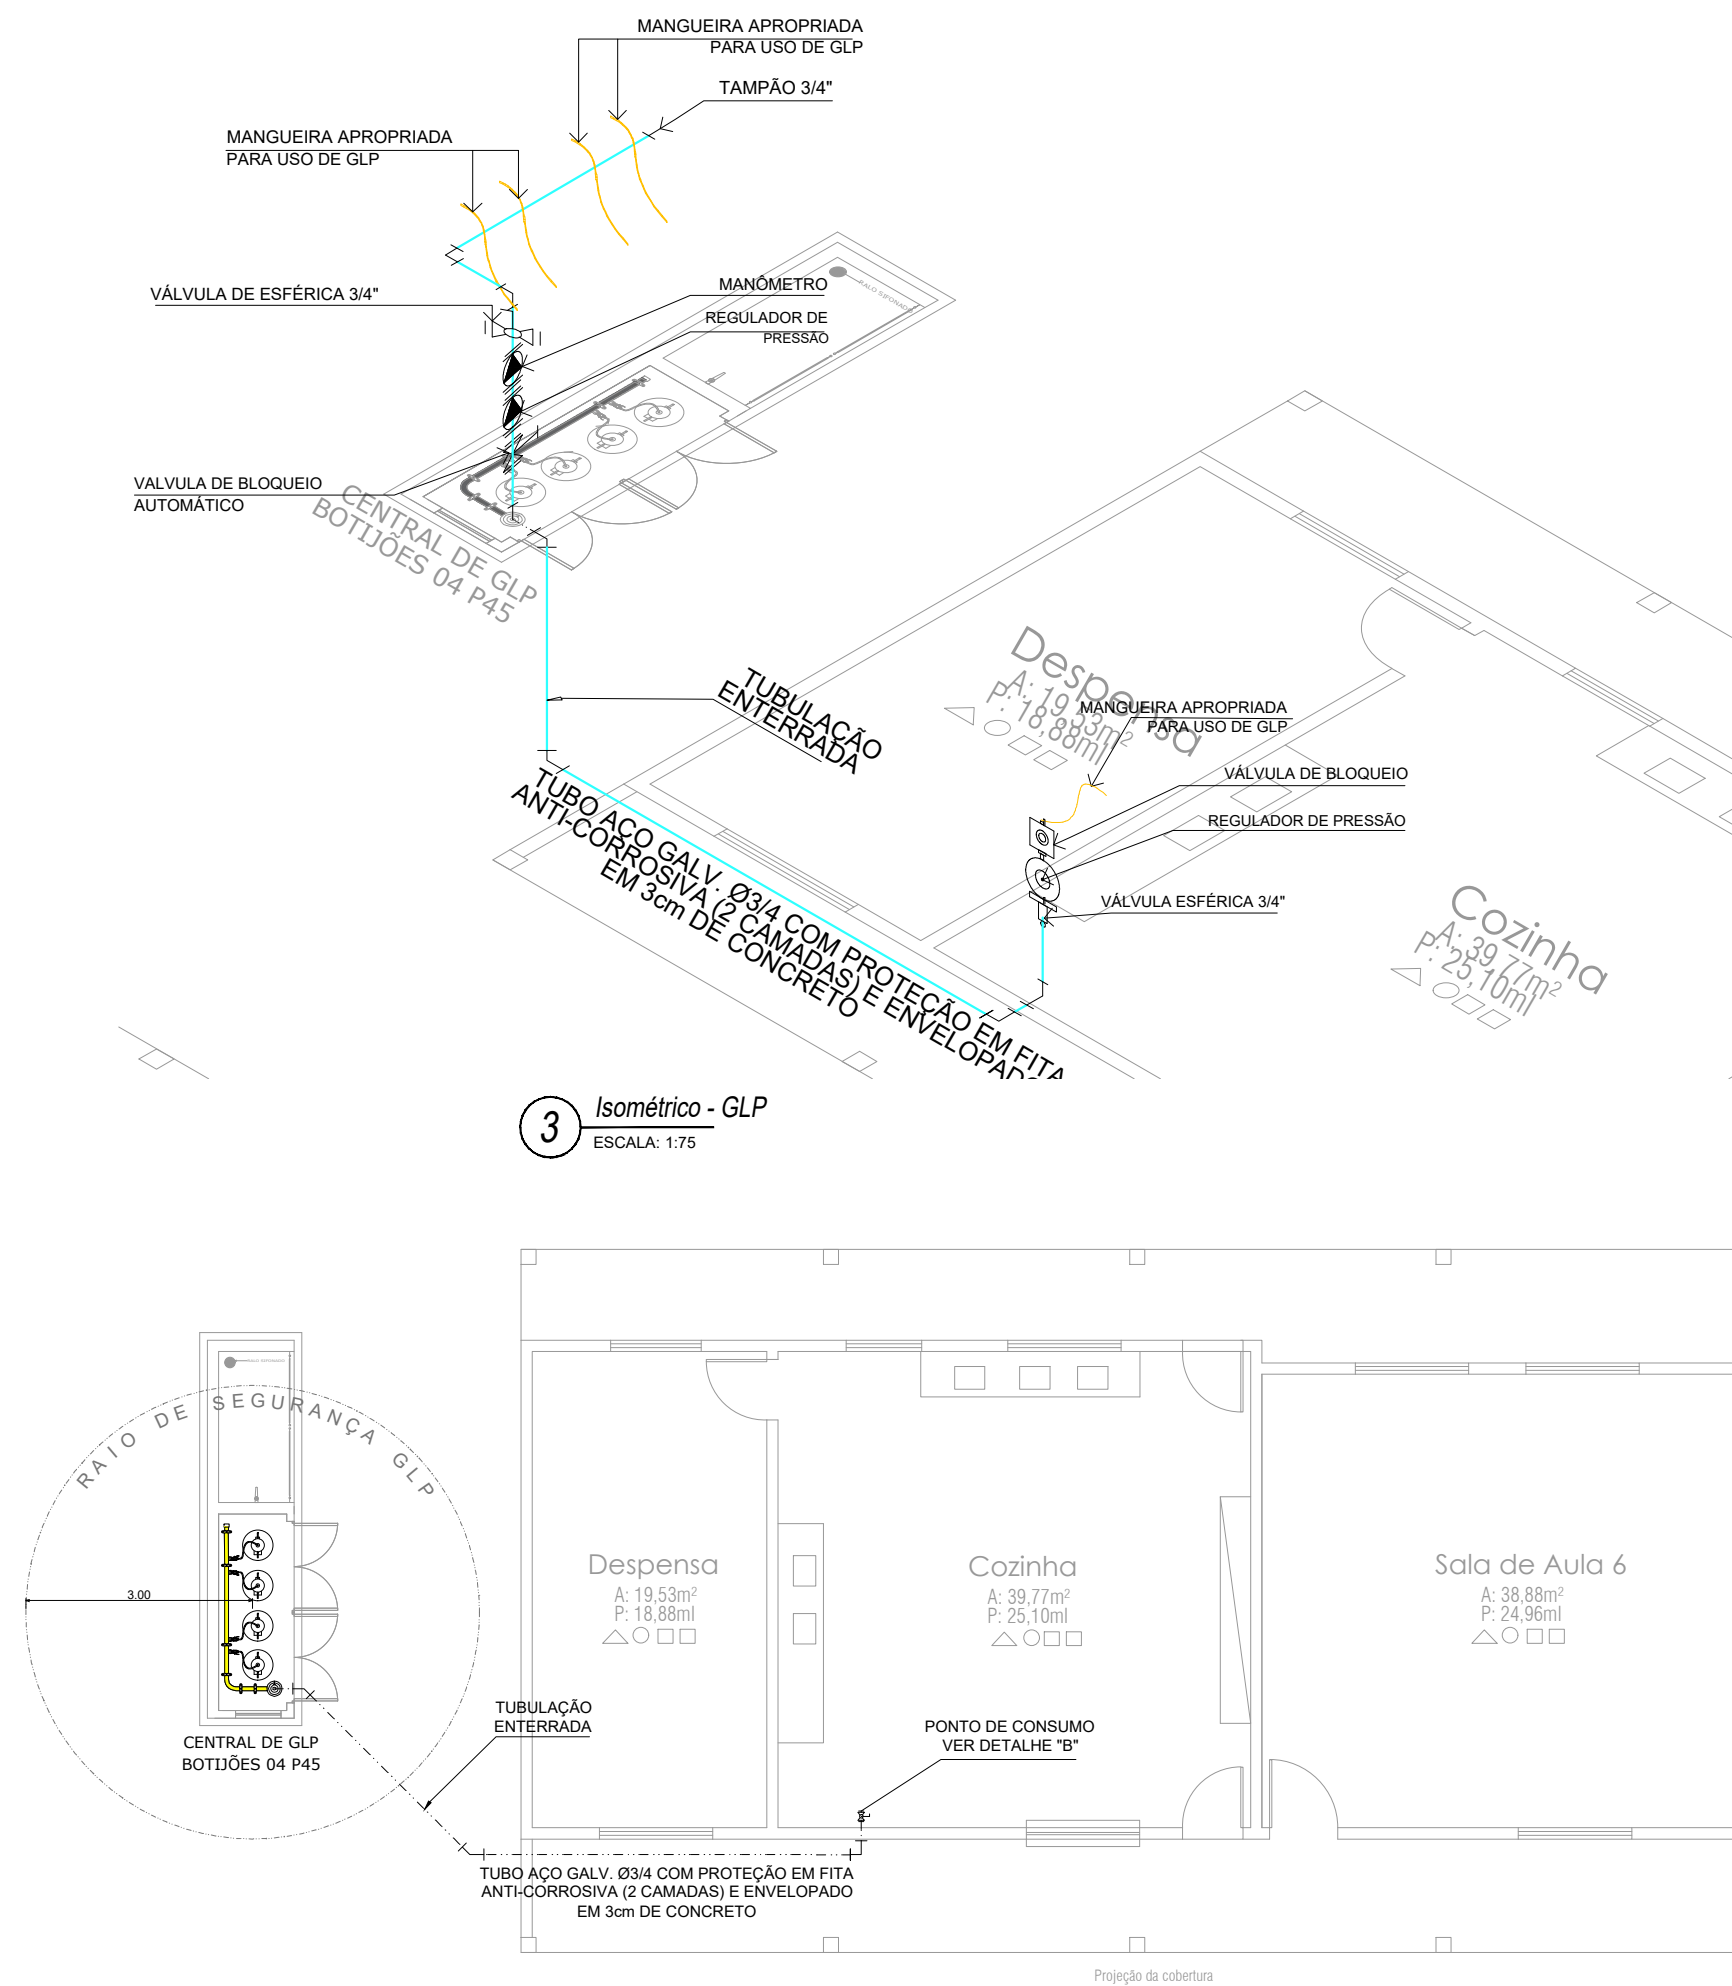 MANGUEIRA APROPRIADA
PARA USO DE GLP
TAMPÃO 3/4"
MANGUEIRA APROPRIADA
PARA USO DE GLP
VÁLVULA DE ESFÉRICA 3/4"
MANÔMETRO
RALO SIFONADO
REGULADOR DE
PRESSÃO
VALVULA DE BLOQUEIO
AUTOMÁTICO
CENTRAL DE GLP
BOTIJÕES 04 P45
TUBULAÇÃO
ENTERRADA
Despensa
A: 19,53m²
P: 18,88ml
MANGUEIRA APROPRIADA
PARA USO DE GLP
VÁLVULA DE BLOQUEIO
REGULADOR DE PRESSÃO
VÁLVULA ESFÉRICA 3/4"
Cozinha
A: 39,77m²
P: 25,10ml
TUBO AÇO GALV. Ø3/4 COM PROTEÇÃO EM FITA
ANTI-CORROSIVA (2 CAMADAS) E ENVELOPADO
EM 3cm DE CONCRETO
3
Isométrico - GLP
ESCALA: 1:75
RALO SIFONADO
RAIO DE SEGURANÇA GLP
3.00
CENTRAL DE GLP
BOTIJÕES 04 P45
TUBULAÇÃO
ENTERRADA
Despensa
A: 19,53m²
P: 18,88ml
Cozinha
A: 39,77m²
P: 25,10ml
Sala de Aula 6
A: 38,88m²
P: 24,96ml
PONTO DE CONSUMO
VER DETALHE "B"
TUBO AÇO GALV. Ø3/4 COM PROTEÇÃO EM FITA
ANTI-CORROSIVA (2 CAMADAS) E ENVELOPADO
EM 3cm DE CONCRETO
Projeção da cobertura